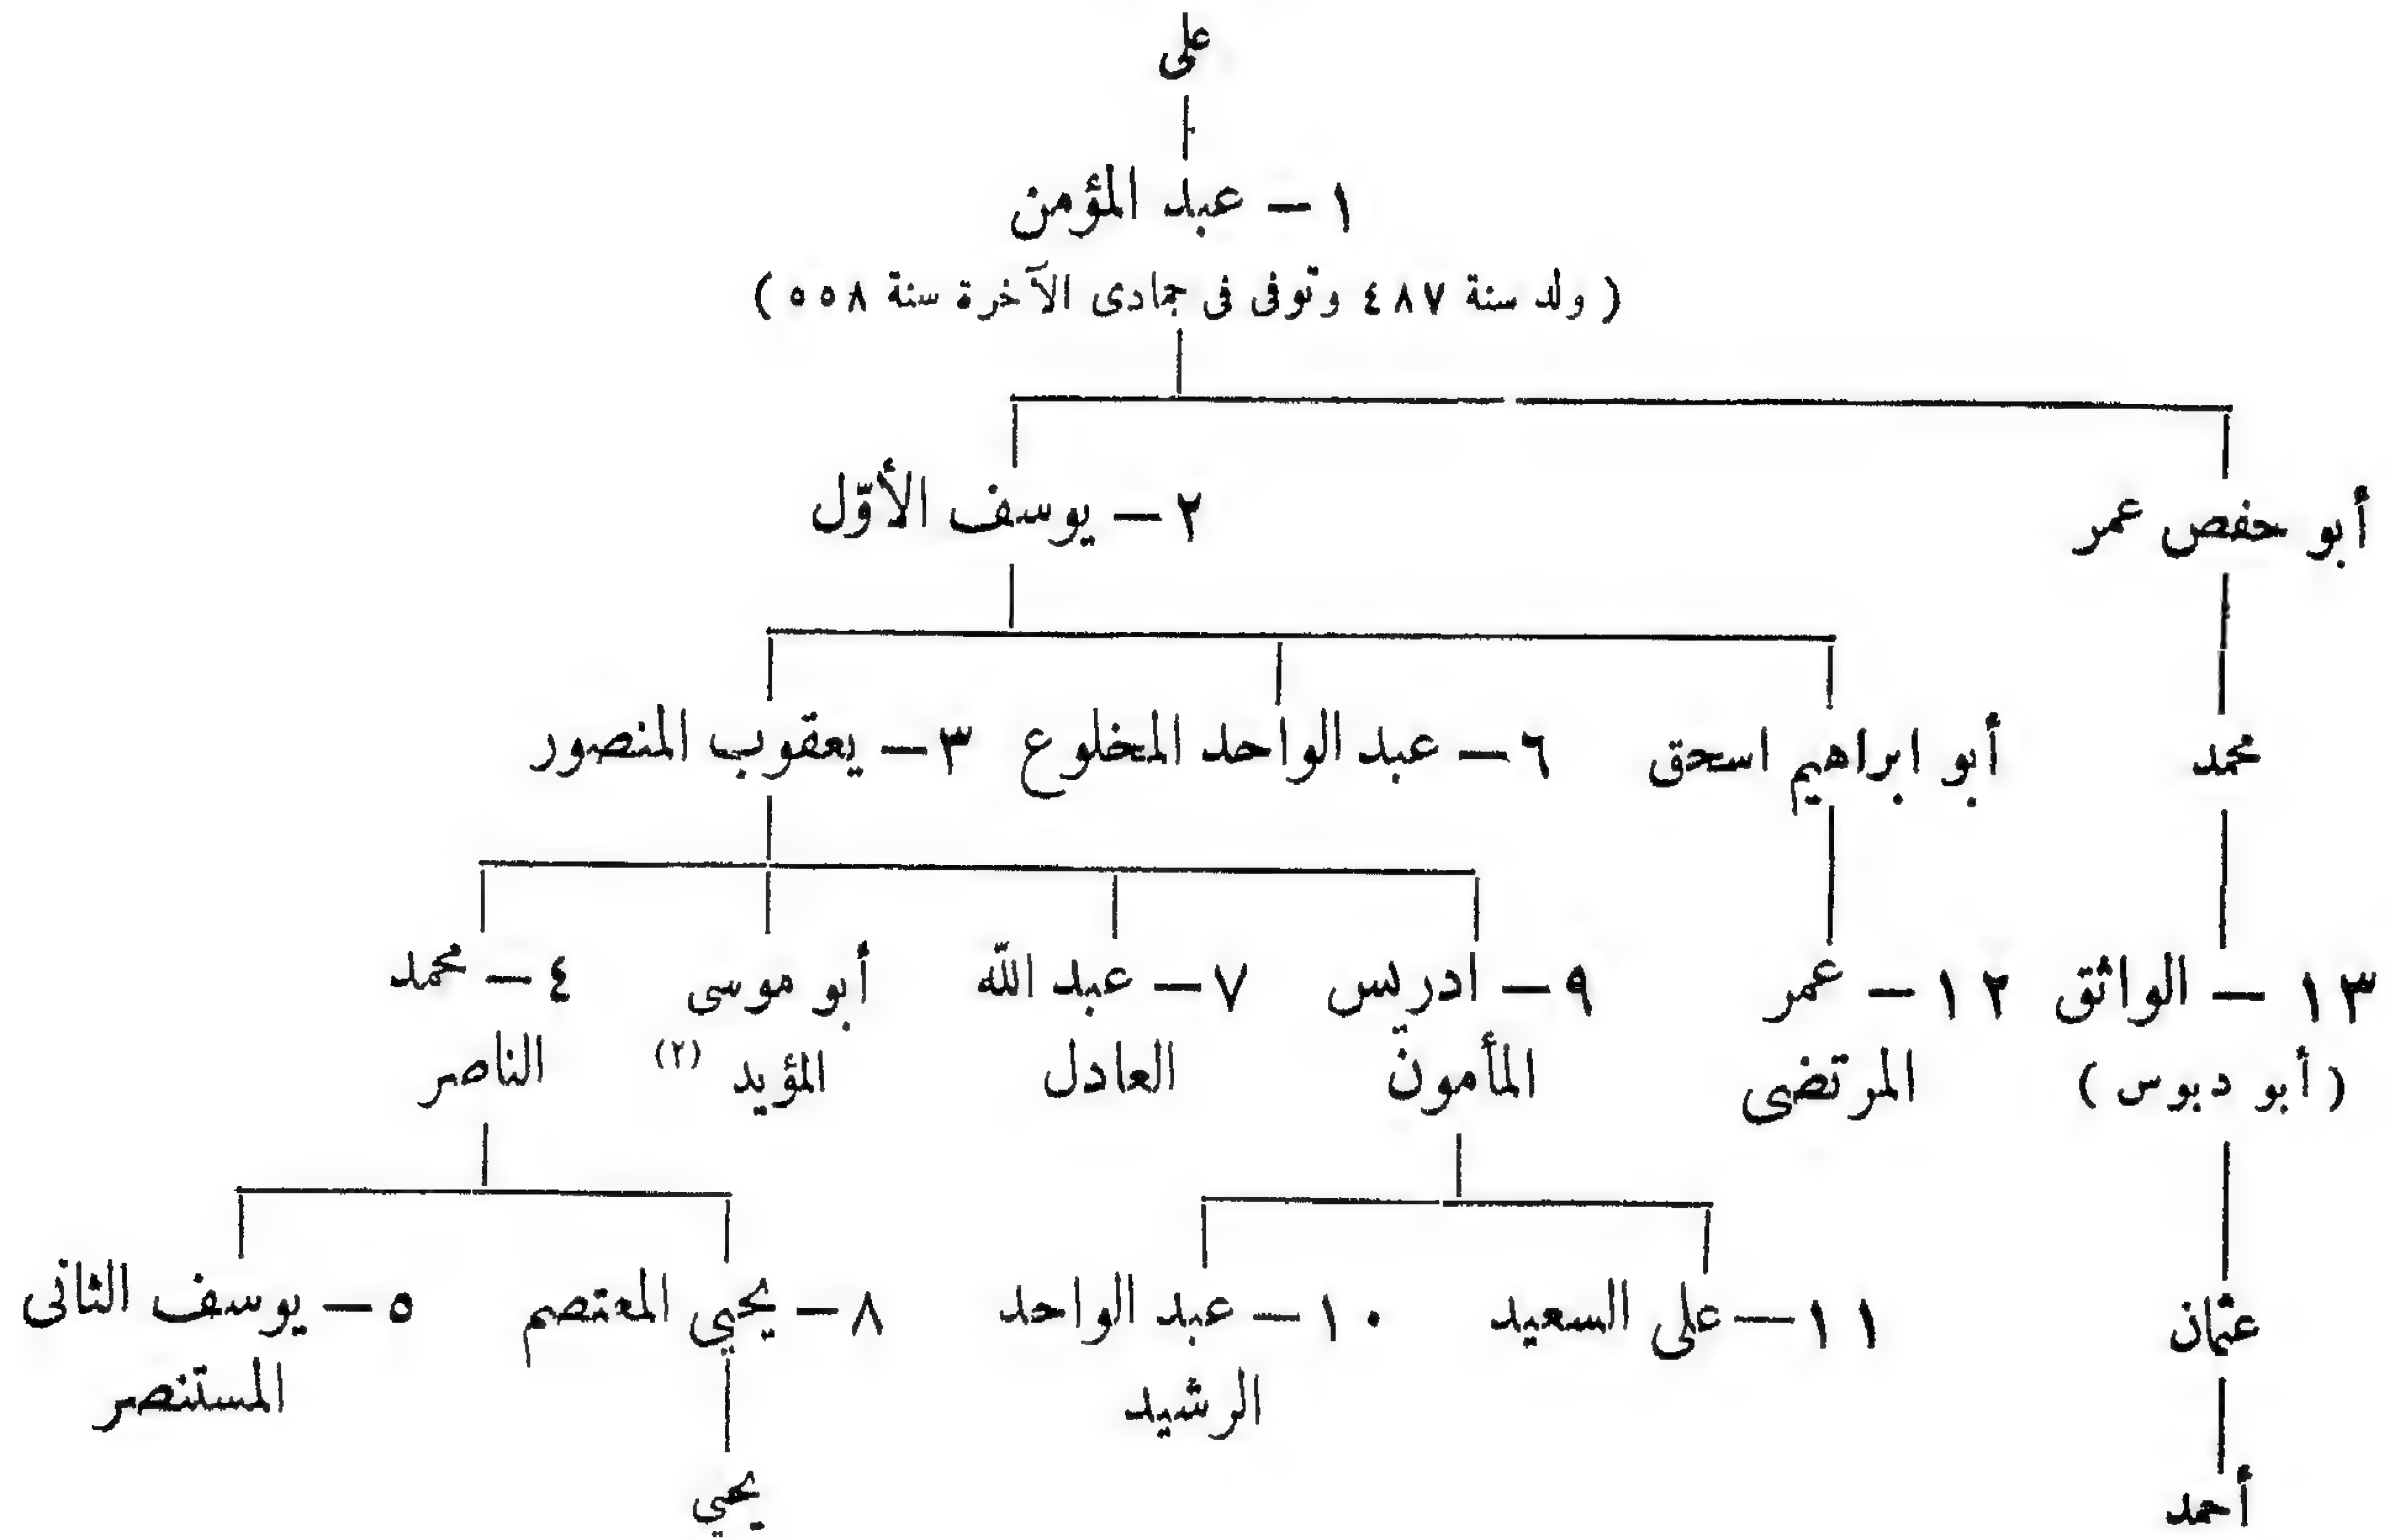 على
١ – عبد المؤمن
( ولد سنة ٤٨٧ وتوفى فى جمادى الآخرة سنة ٥٥٨ )
أبو حفص عمر
٢ – يوسف الأوّل
محمد
أبو ابراهيم اسحق
٦ – عبد الواحد المخلوع
٣ – يعقوب المنصور
١٣ – الواثق
( أبو دبوس )
١٢ – عمر
المرتضى
٩ – ادريس
المأمون
٧ – عبد الله
العادل
أبو موسى
المؤيد (٢)
٤ – محمد
الناصر
عثمان
١١ – على السعيد
١٠ – عبد الواحد
الرشيد
٨ – يحيي المعتصم
٥ – يوسف الثانى
المستنصر
أحمد
يحيي